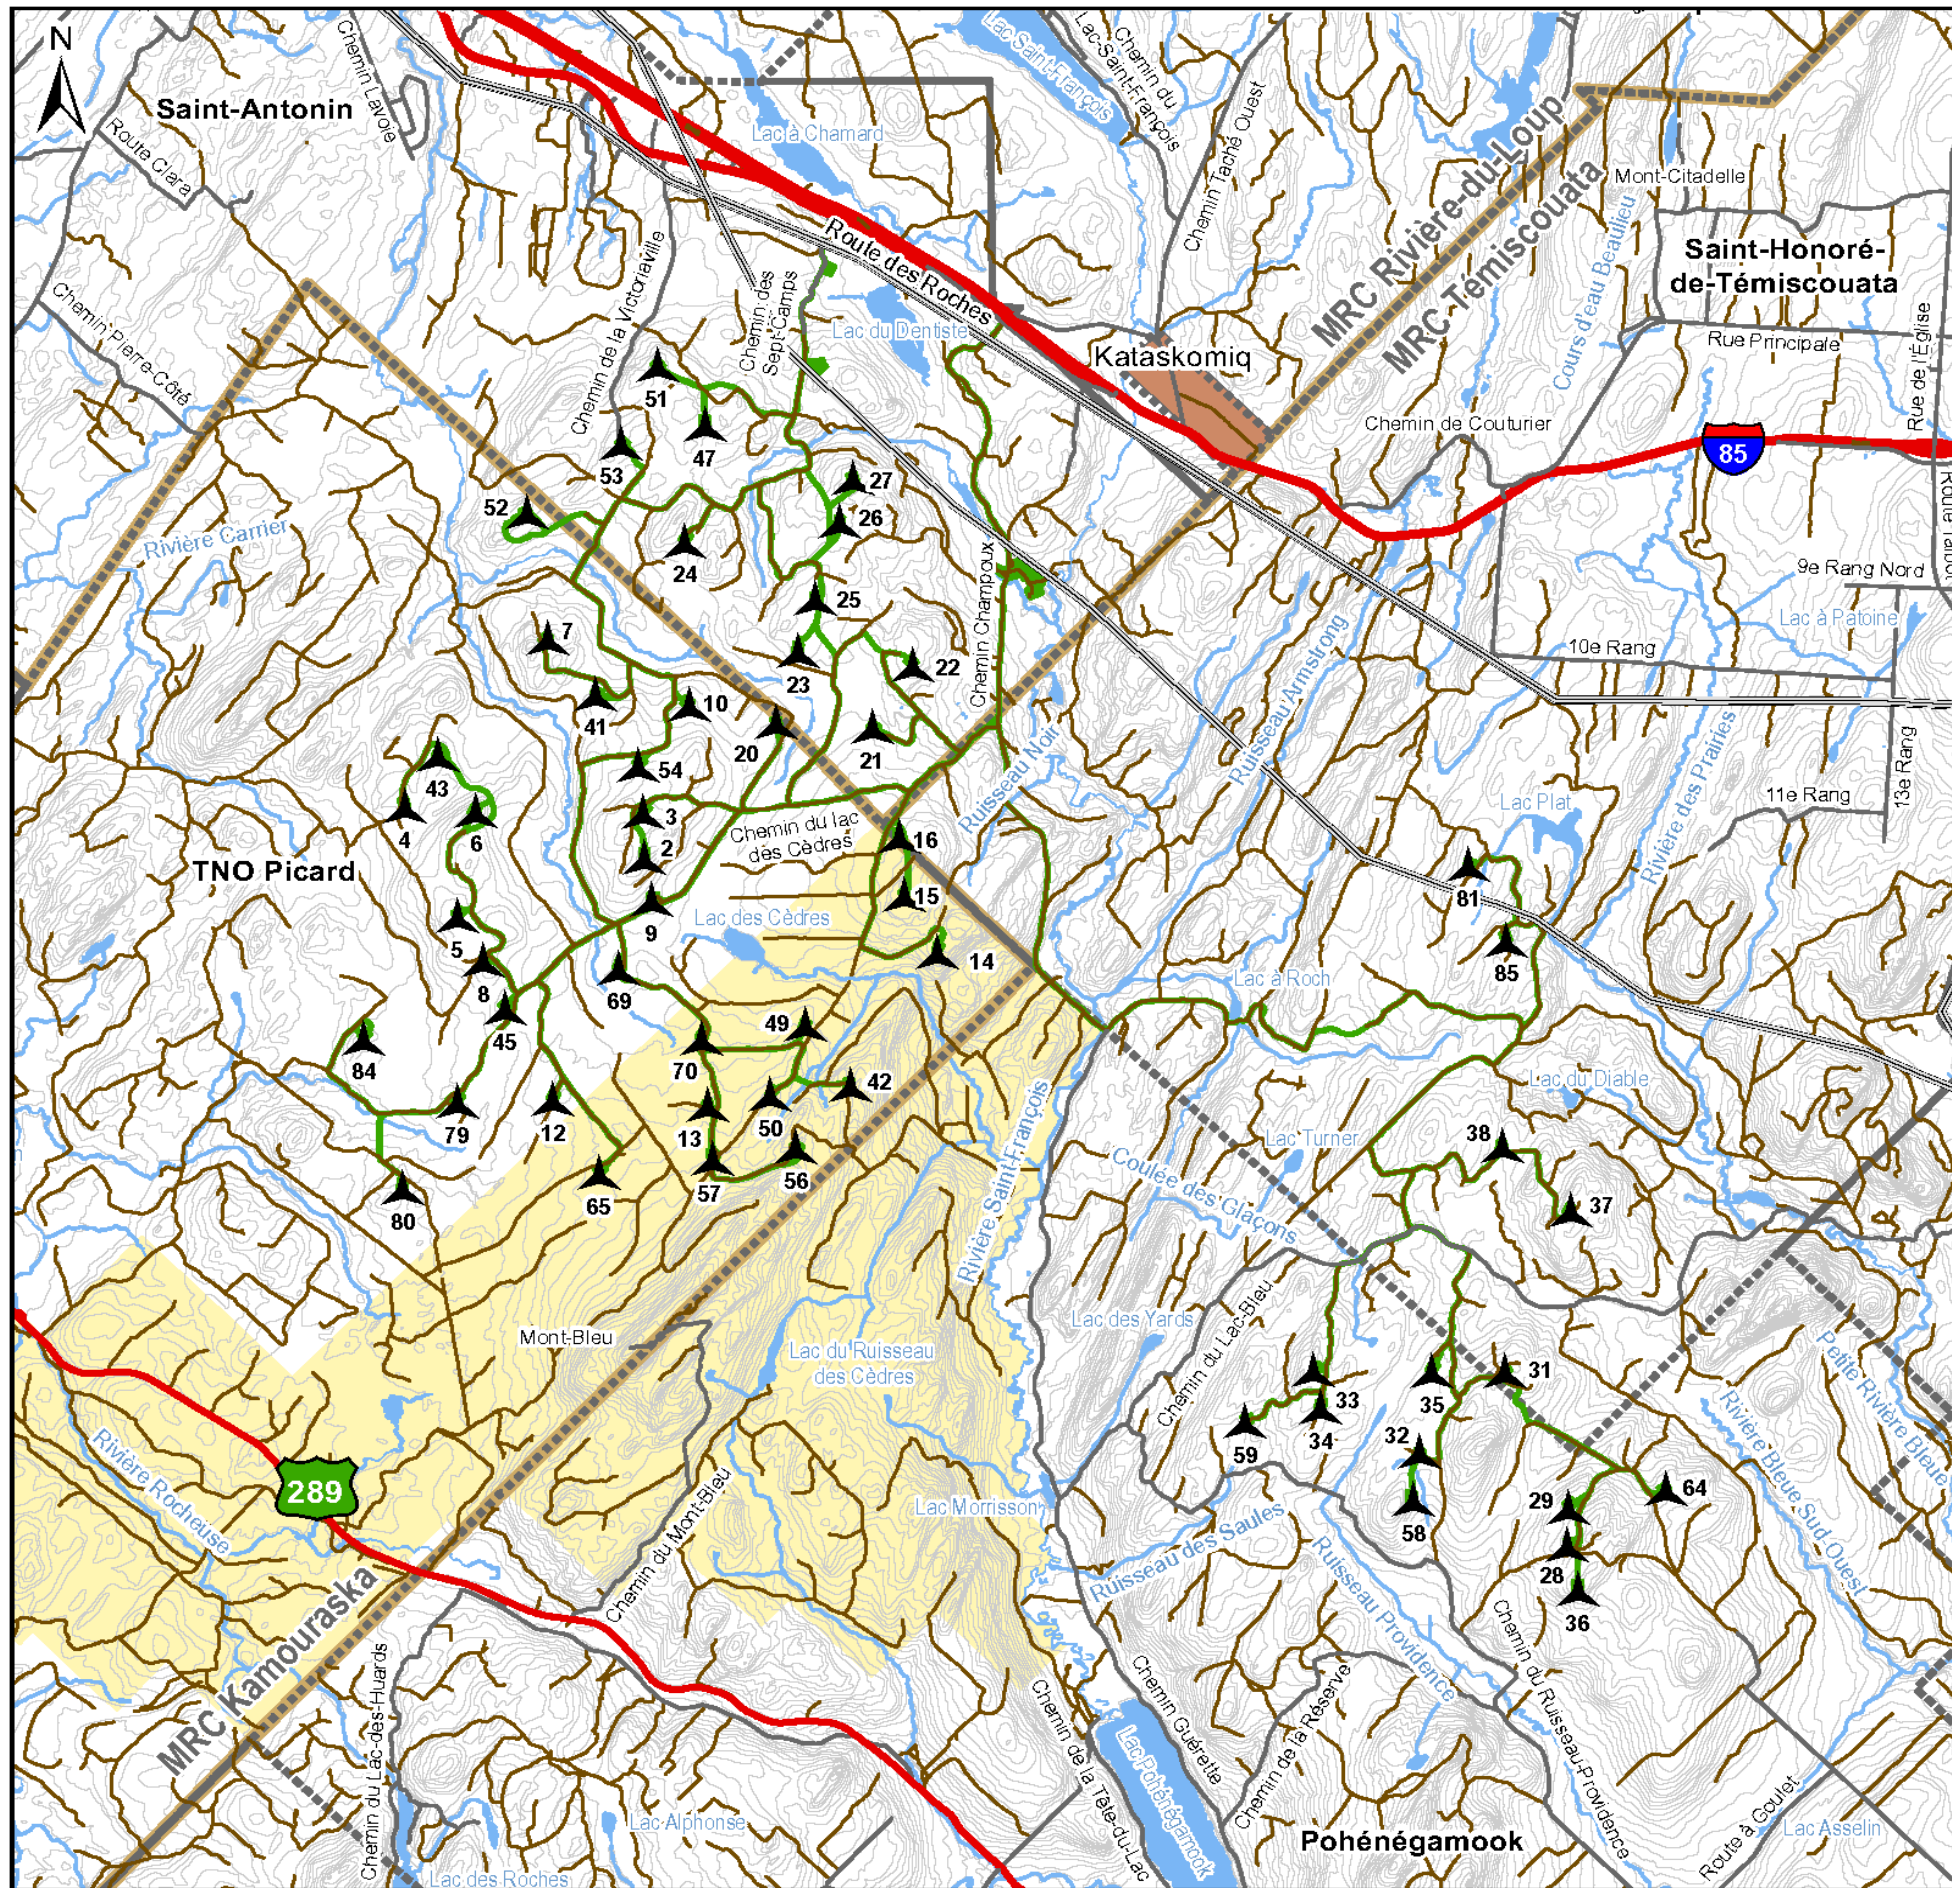 N
Saint-Antonin
Chemin Lavoie
Route Clara
Chemin Pierre-Côté
Lac à Chamard
Lac Saint-François
Chemin du
Lac-Saint-François
Chemin Taché Ouest
MRC Rivière-du-Loup
MRC Témiscouata
Mont-Citadelle
Saint-Honoré-
de-Témiscouata
Cours d'eau Beaulieu
Rue Principale
Rue de l'Église
Chemin de la Victoriaville
Chemin des
Sept-Camps
Route des Roches
Lac du Dentiste
Kataskomiq
Chemin de Couturier
85
9e Rang Nord
Lac à Patoine
10e Rang
11e Rang
13e Rang
Rivière Carrier
51
47
53
52
27
26
24
25
23
22
7
41
10
20
21
Chemin Champoux
Ruisseau Noir
Ruisseau Armstrong
Rivière des Prairies
Lac Plat
43
4
6
54
3
2
Chemin du lac
des Cèdres
16
15
14
TNO Picard
5
8
45
9
69
Lac des Cèdres
81
85
Lac à Roch
84
79
12
80
65
70
49
42
13
50
57
56
Rivière Saint-François
Coulée des Glaçons
Lac Turner
Lac du Diable
38
37
Mont-Bleu
Lac du Ruisseau
des Cèdres
Lac des Yards
Chemin du Lac-Bleu
33
34
59
35
32
58
31
64
29
28
36
Petite Rivière Bleue
Rivière Bleue Sud-Ouest
Rivière Rocheuse
289
Chemin du Mont-Bleu
Lac Morrisson
Ruisseau des Saules
Ruisseau Providence
Chemin du Ruisseau-Providence
MRC Kamouraska
Chemin du Lac-des-Huards
Lac Alphonse
Lac des Roches
Chemin de la Tête-du-Lac
Lac Pohénégamook
Chemin Guérette
Chemin de la Réserve
Pohénégamook
Route à Goulet
Lac Asselin